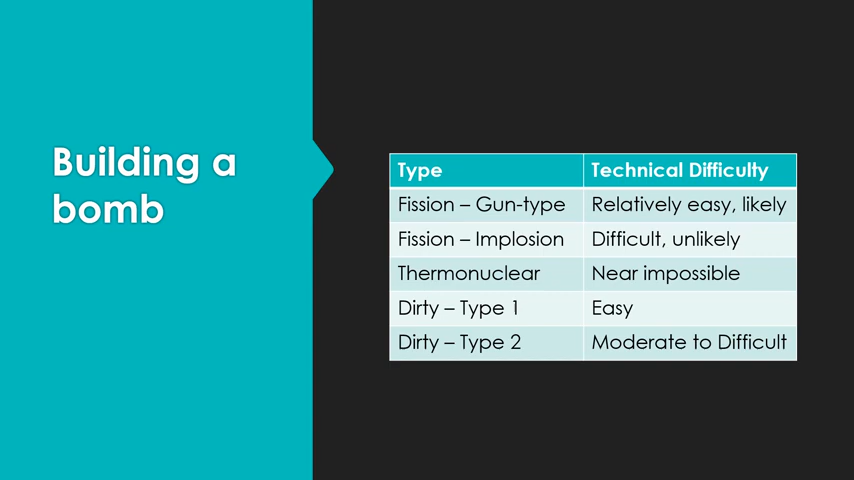 Building a
bomb
Type Technical Difficulty
Fission – Gun-type Relatively easy, likely
Fission – Implosion Difficult, unlikely
Thermonuclear Near impossible
Dirty – Type 1 Easy
Dirty – Type 2 Moderate to Difficult